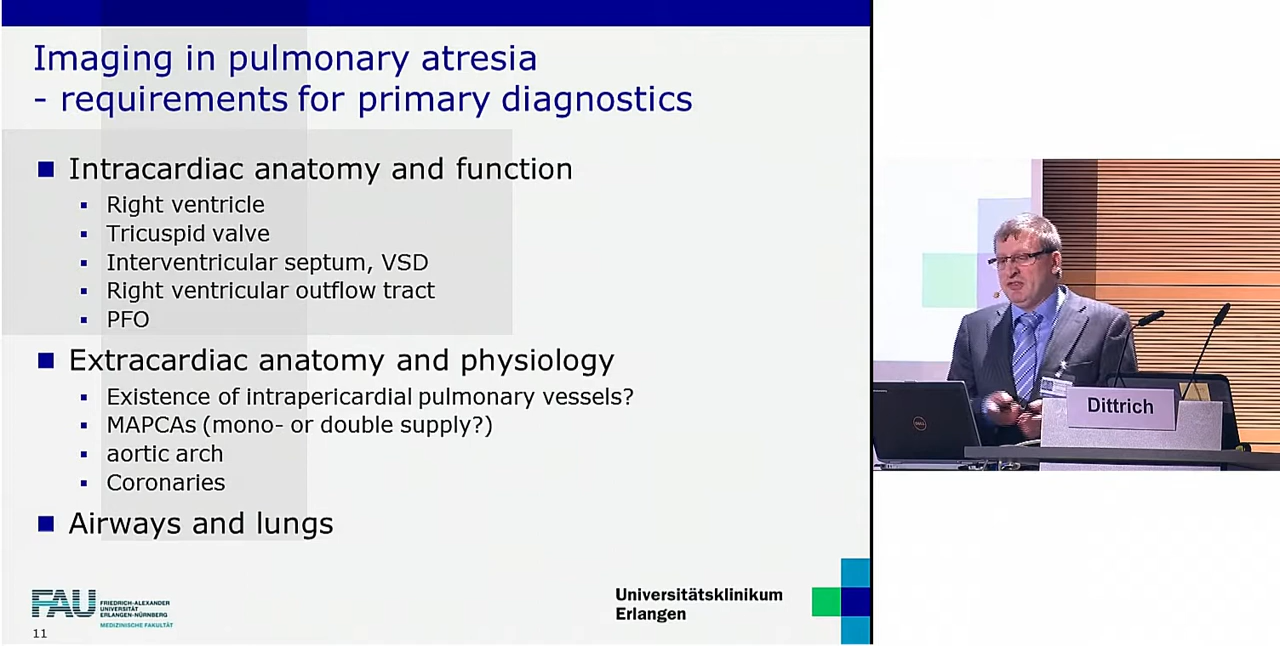 Imaging in pulmonary atresia
- requirements for primary diagnostics
Intracardiac anatomy and function
Right ventricle
Tricuspid valve
Interventricular septum, VSD
Right ventricular outflow tract
PFO
Extracardiac anatomy and physiology
Existence of intrapericardial pulmonary vessels?
MAPCAs (mono- or double supply?)
aortic arch
Coronaries
Airways and lungs
FAU
FRIEDRICH-ALEXANDER
UNIVERSITÄT
ERLANGEN-NÜRNBERG
MEDIZINISCHE FAKULTÄT
11
Universitätsklinikum
Erlangen
Dittrich
DELL